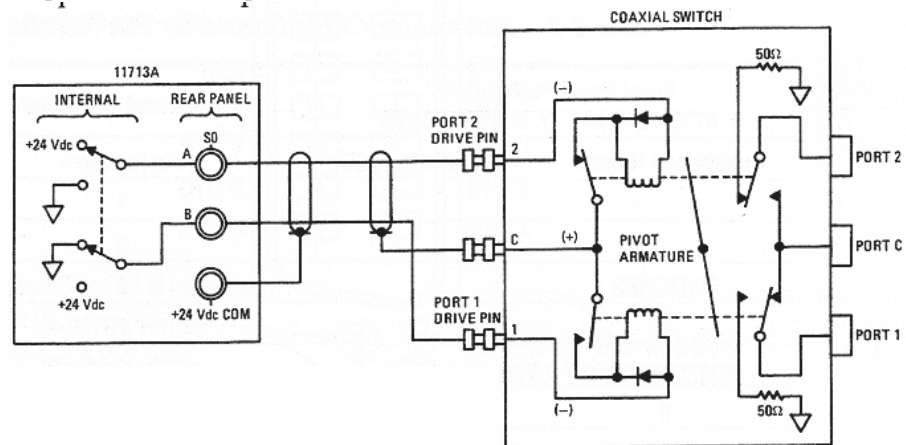 COAXIAL SWITCH
50Ω
11713A
INTERNAL
REAR PANEL
+24 Vdc
S0
A
B
+24 Vdc
+24 Vdc COM
PORT 2
DRIVE PIN
2
(−)
C
(+)
PIVOT
ARMATURE
PORT 1
DRIVE PIN
1
(−)
50Ω
PORT 2
PORT C
PORT 1